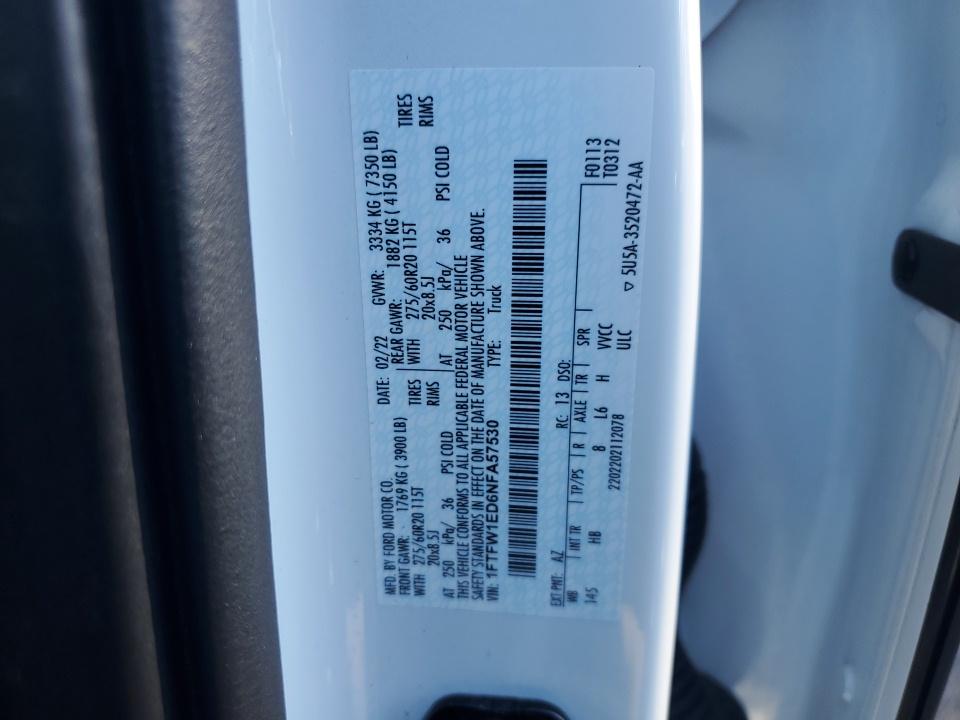 MFD. BY FORD MOTOR CO. DATE: 02/22 GVWR: 3334 KG ( 7350 LB)
FRONT GAWR: 1769 KG ( 3900 LB) REAR GAWR: 1882 KG ( 4150 LB)
WITH 275/60R20 115T TIRES WITH 275/60R20 115T TIRES
20x8.5J RIMS 20x8.5J RIMS
AT 250 kPa/ 36 PSI COLD AT 250 kPa/ 36 PSI COLD
THIS VEHICLE CONFORMS TO ALL APPLICABLE FEDERAL MOTOR VEHICLE
SAFETY STANDARDS IN EFFECT ON THE DATE OF MANUFACTURE SHOWN ABOVE.
VIN: 1FTFW1ED6NFA57530 TYPE: Truck
EXT PNT: AZ RC: 13 DSO: F0113
WB INT TR TP/PS R AXLE TR SPR T0312
145 HB 8 L6 H VVCC
ULC
2202202112078 ▽ 5U5A-3520472-AA